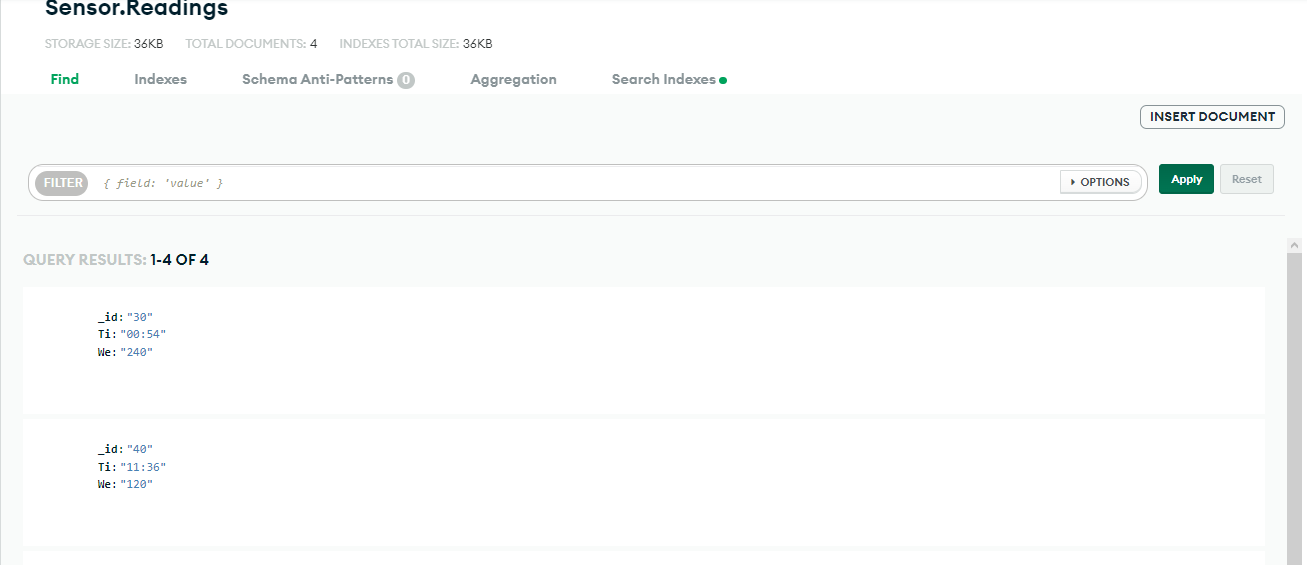 Sensor.Readings
STORAGE SIZE: 36KB TOTAL DOCUMENTS: 4 INDEXES TOTAL SIZE: 36KB
Find Indexes Schema Anti-Patterns 0 Aggregation Search Indexes
INSERT DOCUMENT
FILTER { field: 'value' } OPTIONS Apply Reset
QUERY RESULTS: 1-4 OF 4
_id: "30"
Ti: "00:54"
We: "240"
_id: "40"
Ti: "11:36"
We: "120"